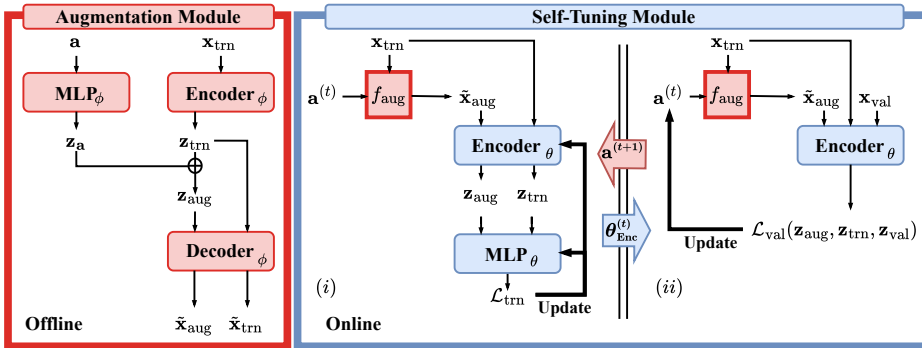 Augmentation Module
a
x_trn
MLP_ϕ
Encoder_ϕ
z_a
z_trn
z_aug
Decoder_ϕ
x̃_aug
x̃_trn
Offline
Self-Tuning Module
x_trn
a^(t)
f_aug
x̃_aug
Encoder_θ
z_aug
z_trn
MLP_θ
(i)
ℒ_trn
Update
Online
a^(t+1)
θ_Enc^(t)
x_trn
a^(t)
f_aug
x̃_aug
x_val
Encoder_θ
ℒ_val(z_aug, z_trn, z_val)
Update
(ii)